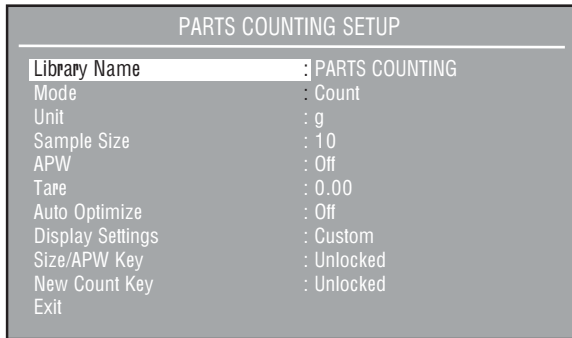 PARTS COUNTING SETUP
Library Name : PARTS COUNTING
Mode : Count
Unit : g
Sample Size : 10
APW : Off
Tare : 0.00
Auto Optimize : Off
Display Settings : Custom
Size/APW Key : Unlocked
New Count Key : Unlocked
Exit